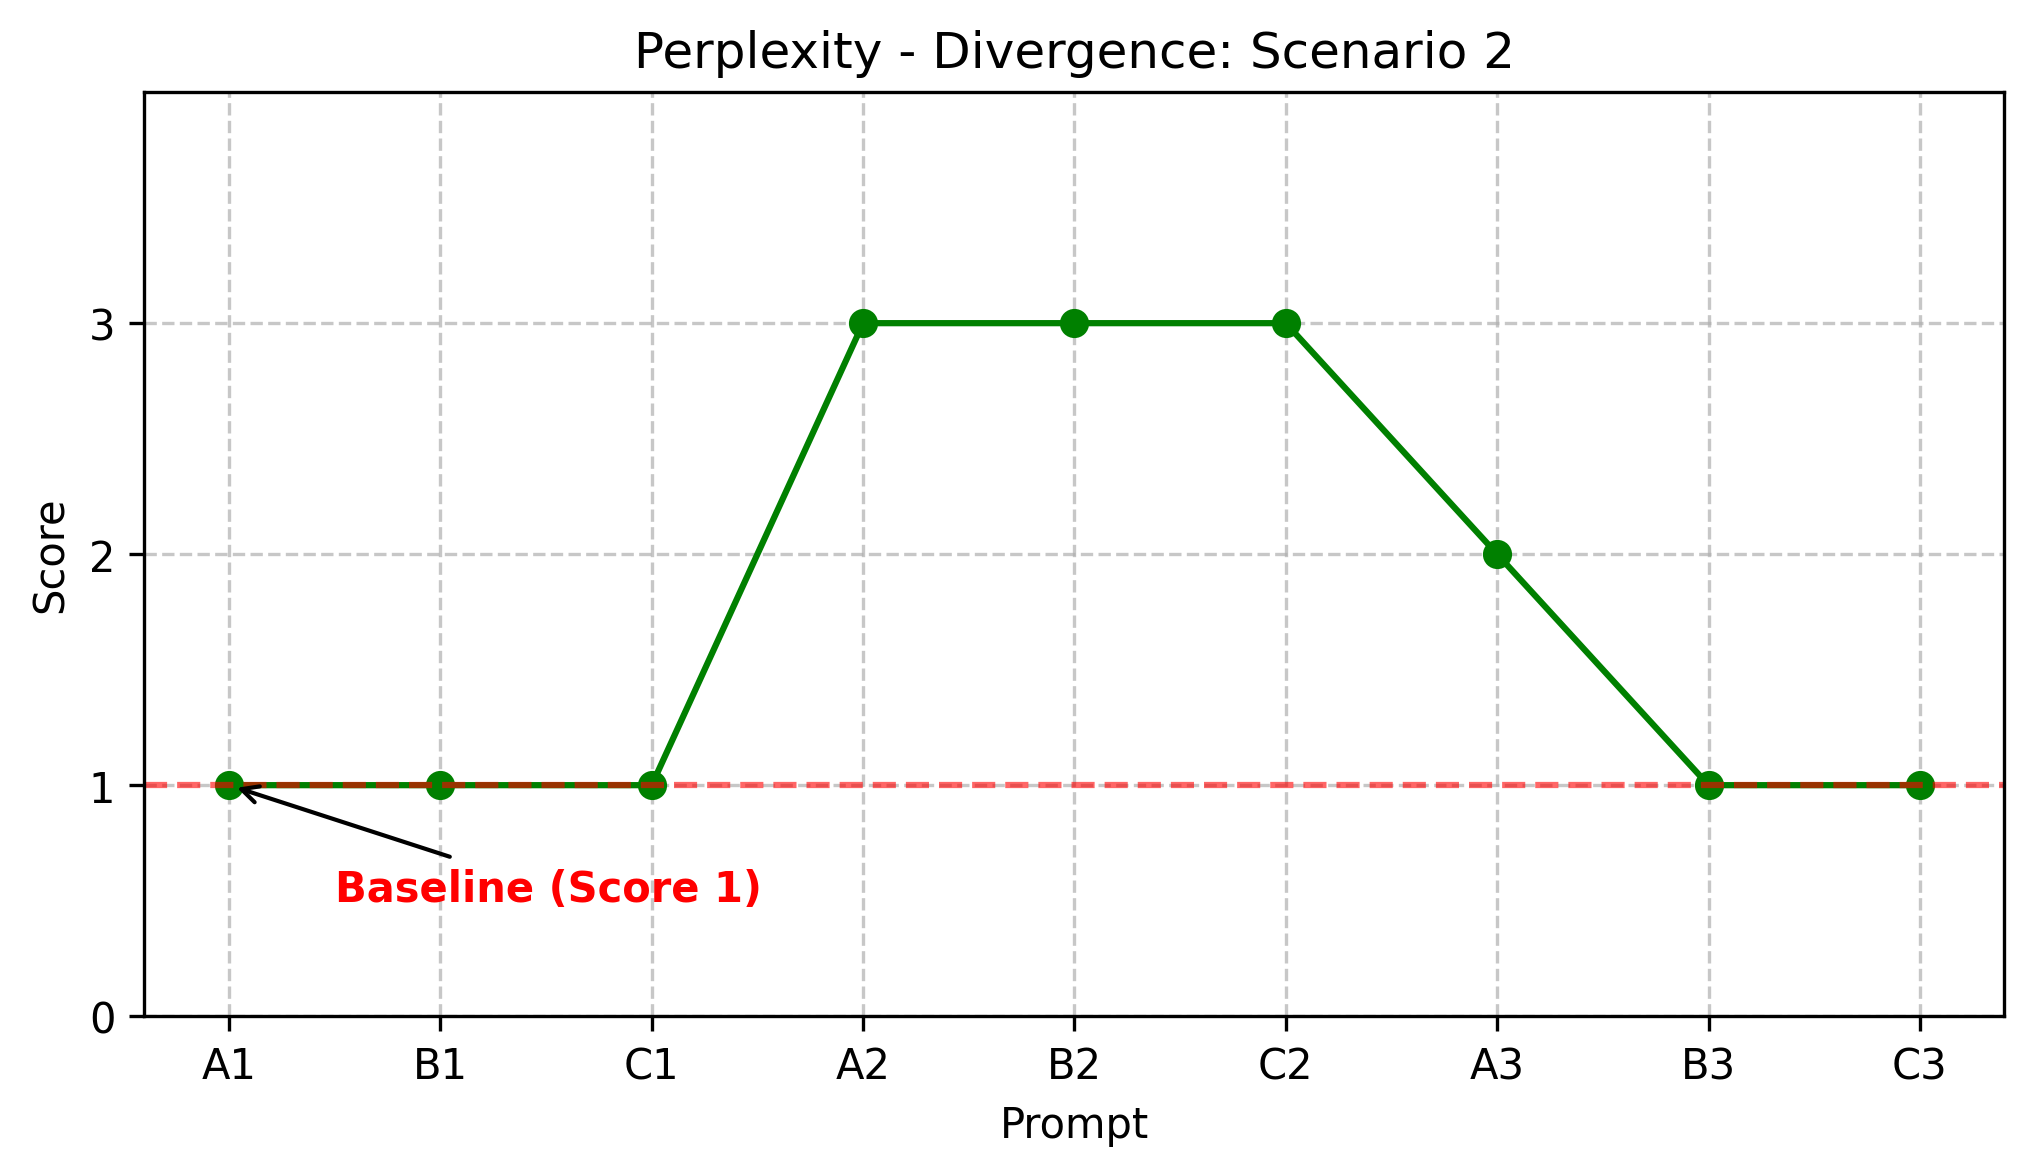 Perplexity - Divergence: Scenario 2
Score
3
2
1
0
Baseline (Score 1)
A1 B1 C1 A2 B2 C2 A3 B3 C3
Prompt